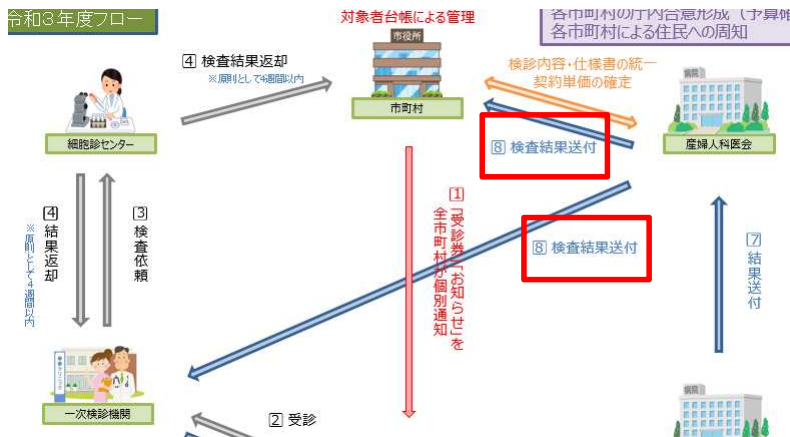 令和3年度フロー
対象者台帳による管理
各市町村の庁内合意形成(予算確
各市町村による住民への周知
市役所
病院
4 検査結果返却
※原則として4週間以内
検診内容・仕様書の統一
契約単価の確定
市町村
細胞診センター
産婦人科医会
8 検査結果送付
1 「受診券」「お知らせ」を
全市町村が個別通知
4 結果返却
※原則として4週間以内
3 検査依頼
8 検査結果送付
7 結果送付
一次検診機関
病院
2 受診